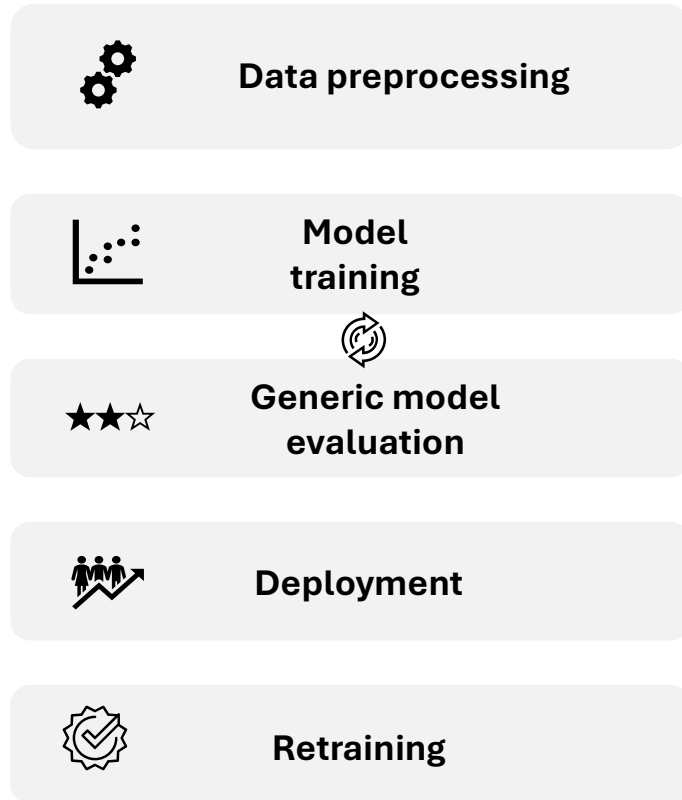 Data preprocessing
Model
training
Generic model
evaluation
Deployment
Retraining